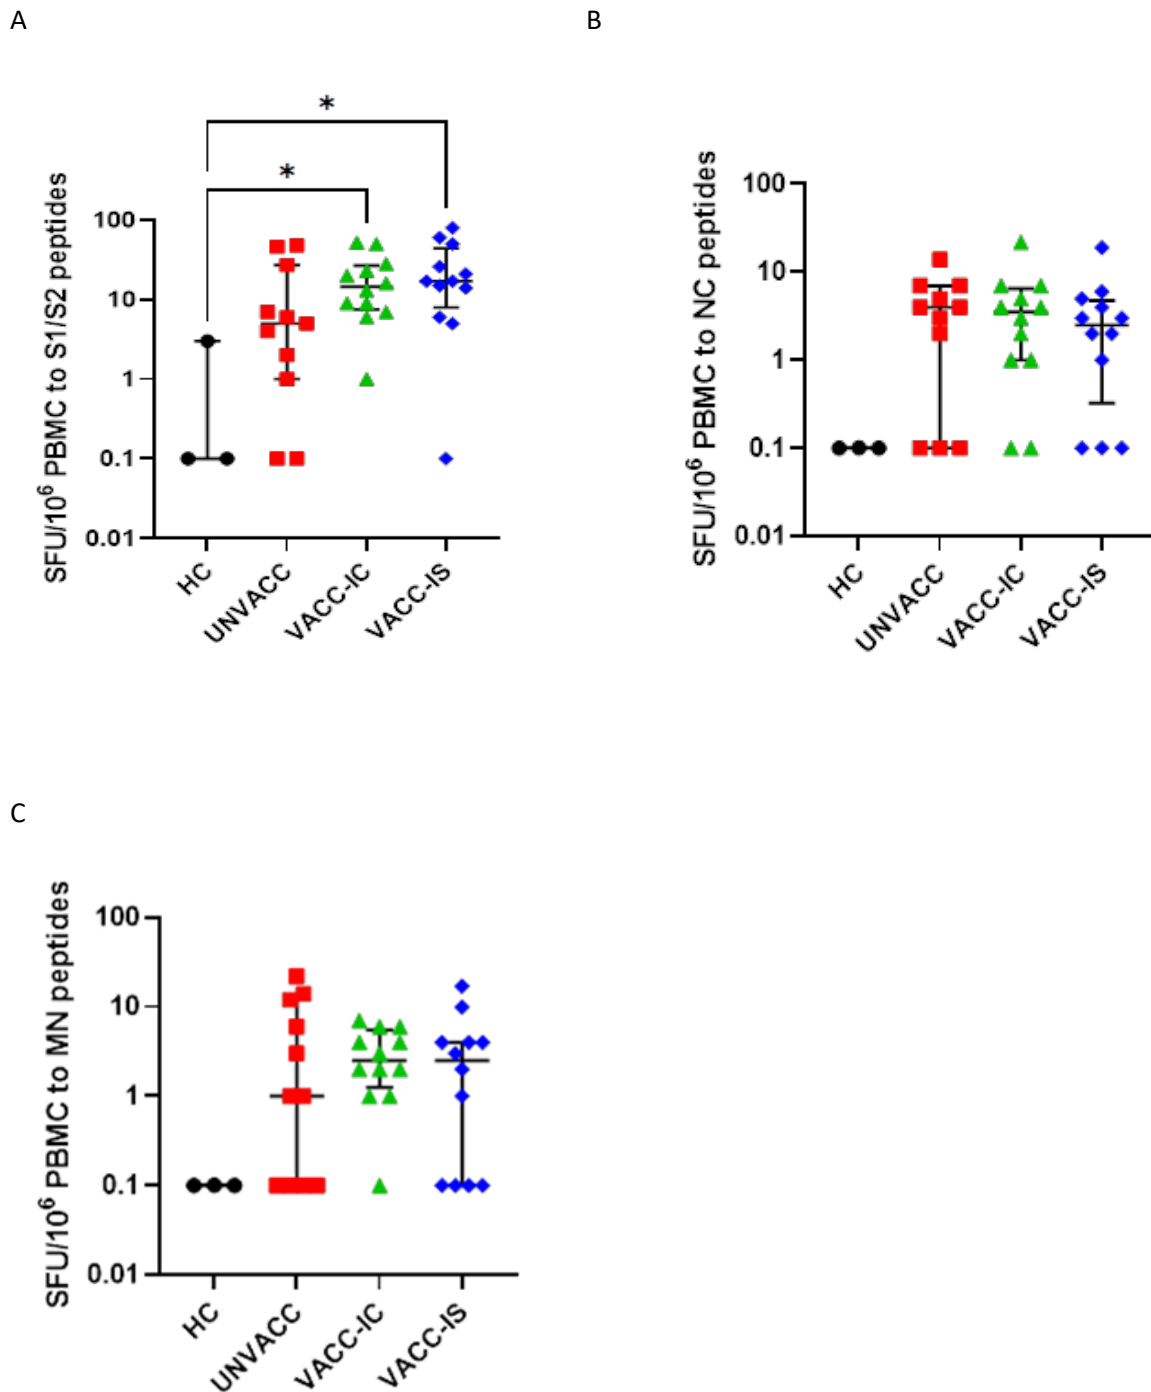 A
B
*
*
SFU/10⁶ PBMC to S1/S2 peptides
100
10
1
0.1
0.01
HC
UNVACC
VACC-IC
VACC-IS
SFU/10⁶ PBMC to NC peptides
100
10
1
0.1
0.01
HC
UNVACC
VACC-IC
VACC-IS
C
SFU/10⁶ PBMC to MN peptides
100
10
1
0.1
0.01
HC
UNVACC
VACC-IC
VACC-IS